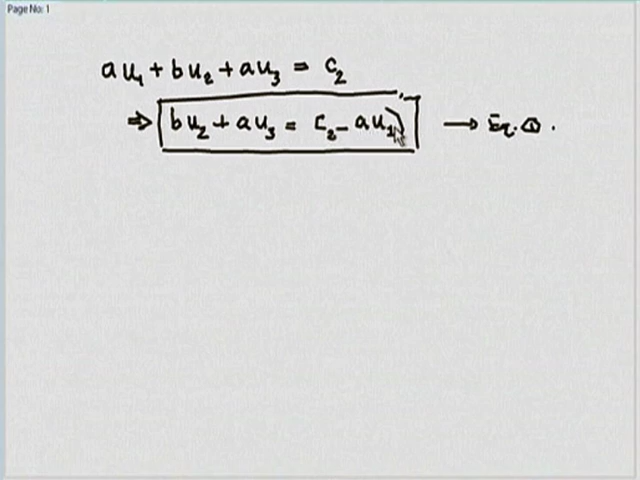 Page No: 1
au₁ + bu₂ + au₃ = c₂
⇒ bu₂ + au₃ = c₂ - au₁ → Eq. ① .